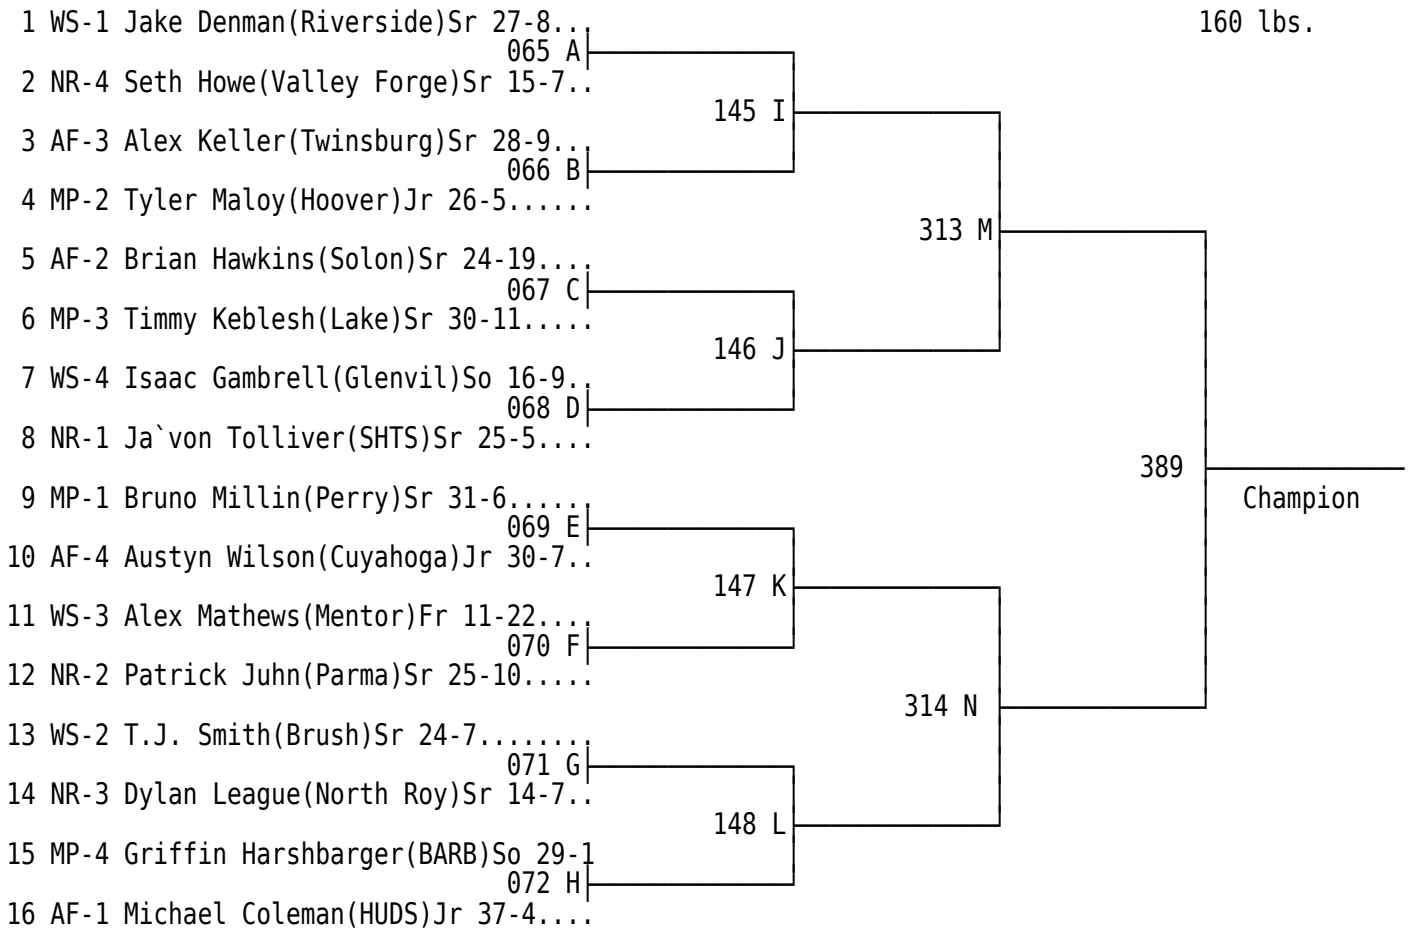 1 WS-1 Jake Denman(Riverside)Sr 27-8...
160 lbs.
065 A
2 NR-4 Seth Howe(Valley Forge)Sr 15-7..
145 I
3 AF-3 Alex Keller(Twinsburg)Sr 28-9...
066 B
4 MP-2 Tyler Maloy(Hoover)Jr 26-5......
313 M
5 AF-2 Brian Hawkins(Solon)Sr 24-19....
067 C
6 MP-3 Timmy Keblesh(Lake)Sr 30-11.....
146 J
7 WS-4 Isaac Gambrell(Glenvil)So 16-9..
068 D
8 NR-1 Ja`von Tolliver(SHTS)Sr 25-5....
389
Champion
9 MP-1 Bruno Millin(Perry)Sr 31-6......
069 E
10 AF-4 Austyn Wilson(Cuyahoga)Jr 30-7..
147 K
11 WS-3 Alex Mathews(Mentor)Fr 11-22....
070 F
12 NR-2 Patrick Juhn(Parma)Sr 25-10.....
314 N
13 WS-2 T.J. Smith(Brush)Sr 24-7........
071 G
14 NR-3 Dylan League(North Roy)Sr 14-7..
148 L
15 MP-4 Griffin Harshbarger(BARB)So 29-1
072 H
16 AF-1 Michael Coleman(HUDS)Jr 37-4....